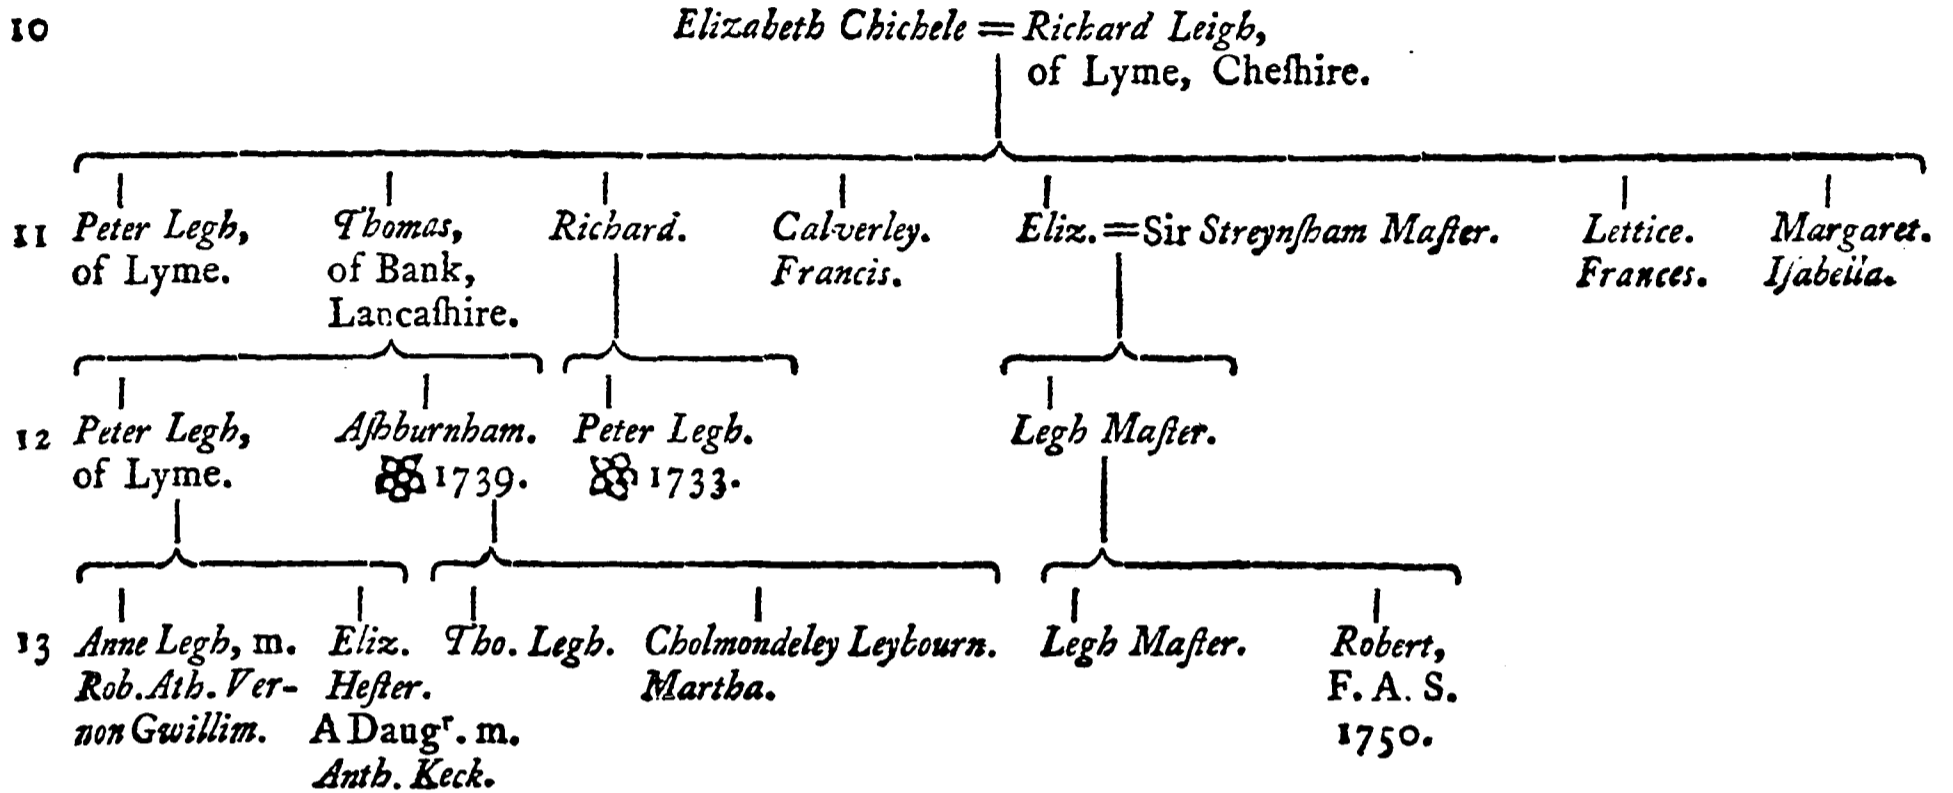 10 Elizabeth Chichele = Richard Leigh,
of Lyme, Cheſhire.
11 Peter Legh, Thomas, Richard. Calverley. Eliz. = Sir Streynſham Maſter. Lettice. Margaret.
of Lyme. of Bank, Francis. Frances. Iſabella.
Lancaſhire.
12 Peter Legh, Aſhburnham. Peter Legh. Legh Maſter.
of Lyme. 1739. 1733.
13 Anne Legh, m. Eliz. Tho. Legh. Cholmondeley Leybourn. Legh Maſter. Robert,
Rob. Ath. Ver- Heſter. Martha. F. A. S.
non Gwillim. A Daugʳ. m. 1750.
Anth. Keck.